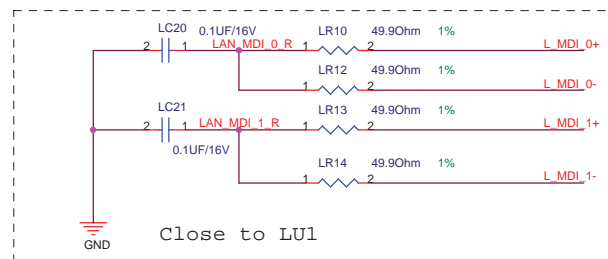 LC20 0.1UF/16V LR10 49.9Ohm 1%
2 1 LAN_MDI_0_R 1 2 L_MDI_0+
LR12 49.9Ohm 1%
1 2 L_MDI_0-
LC21 LR13 49.9Ohm 1%
2 1 LAN_MDI_1_R 1 2 L_MDI_1+
0.1UF/16V
LR14 49.9Ohm 1%
1 2 L_MDI_1-
GND
Close to LU1